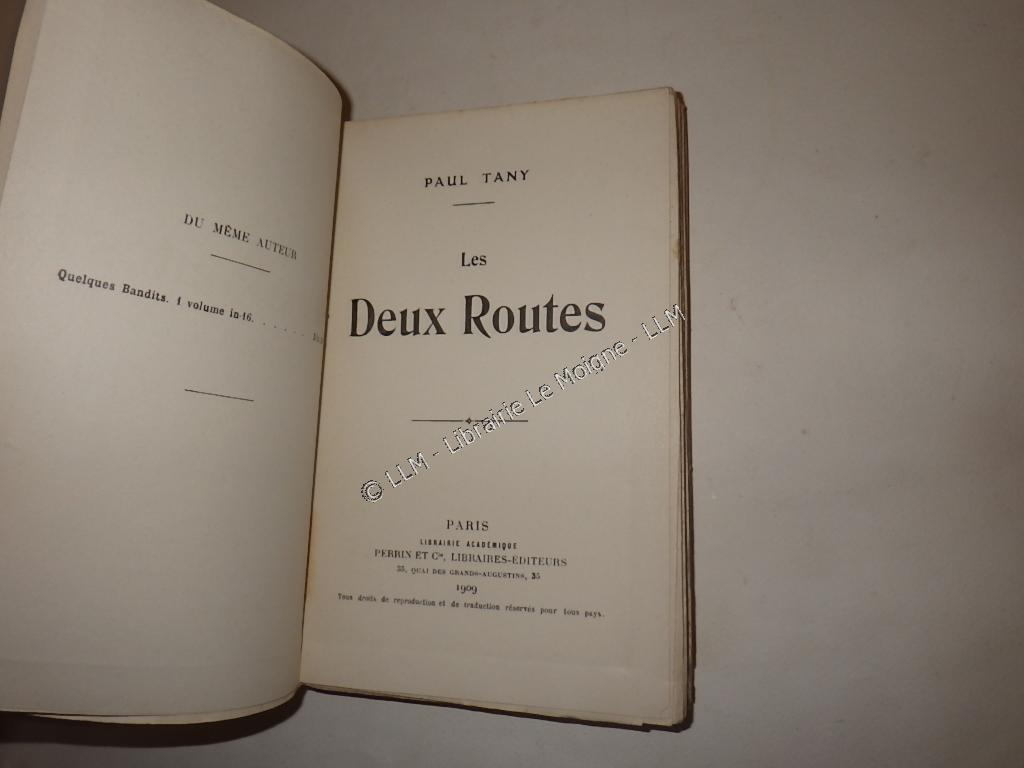 DU MÊME AUTEUR
Quelques Bandits. 1 volume in-16. . . . . .
PAUL TANY
Les
Deux Routes
PARIS
LIBRAIRIE ACADÉMIQUE
PERRIN ET Cie, LIBRAIRES-ÉDITEURS
35, QUAI DES GRANDS-AUGUSTINS, 35
1909
Tous droits de reproduction et de traduction réservés pour tous pays.
© LLM - Librairie Le Moigne - LLM